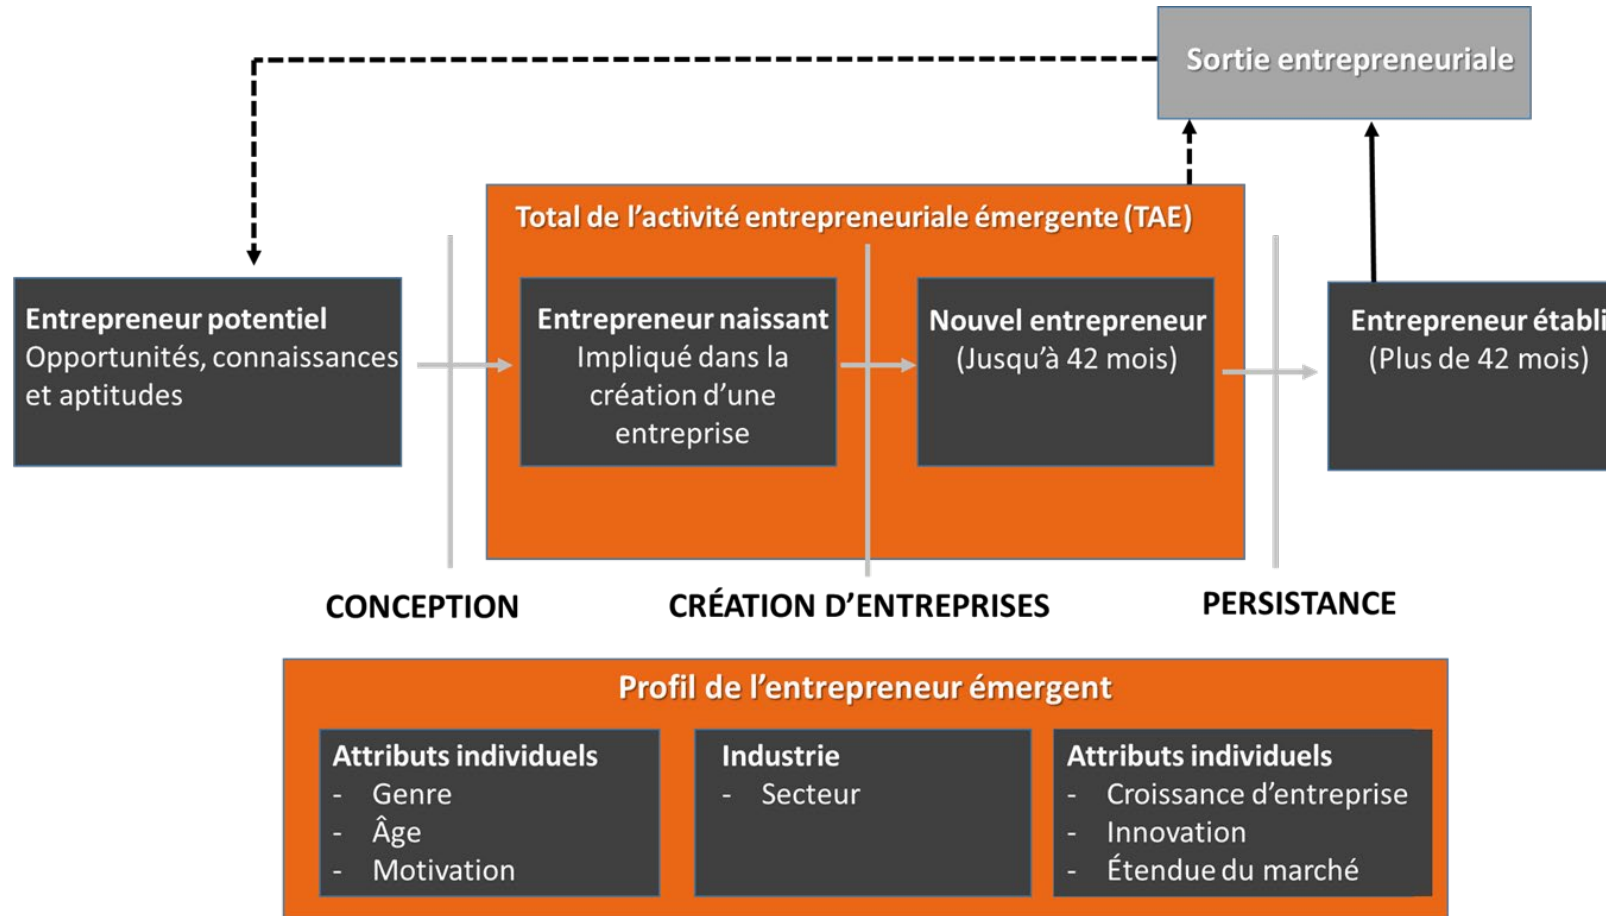 Sortie entrepreneuriale
Total de l’activité entrepreneuriale émergente (TAE)
Entrepreneur potentiel
Opportunités, connaissances
et aptitudes
Entrepreneur naissant
Impliqué dans la
création d’une
entreprise
Nouvel entrepreneur
(Jusqu’à 42 mois)
Entrepreneur établi
(Plus de 42 mois)
CONCEPTION
CRÉATION D’ENTREPRISES
PERSISTANCE
Profil de l’entrepreneur émergent
Attributs individuels
- Genre
- Âge
- Motivation
Industrie
- Secteur
Attributs individuels
- Croissance d’entreprise
- Innovation
- Étendue du marché